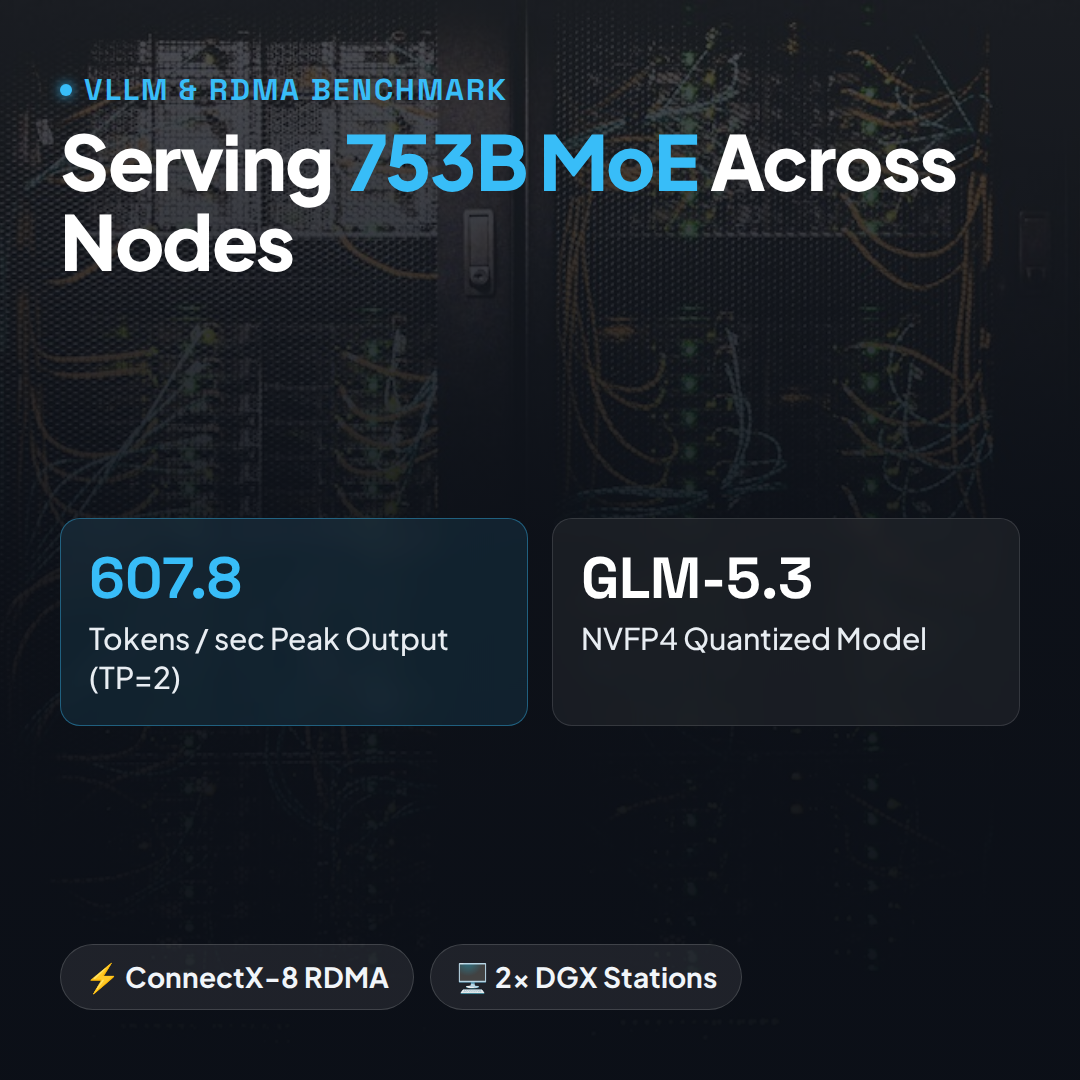 VLLM & RDMA BENCHMARK
Serving 753B MoE Across
Nodes
607.8
Tokens / sec Peak Output
(TP=2)
GLM-5.3
NVFP4 Quantized Model
⚡ ConnectX-8 RDMA
🖥️ 2× DGX Stations